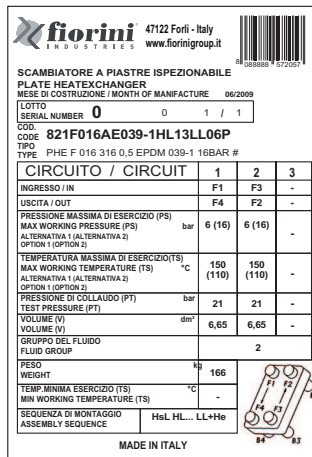 fiorini
INDUSTRIES
47122 Forli - Italy
www.fiorinigroup.it
8 088888 572057
SCAMBIATORE A PIASTRE ISPEZIONABILE
PLATE HEATEXCHANGER
MESE DI COSTRUZIONE / MONTH OF MANIFACTURE 06/2009
LOTTO
SERIAL NUMBER 0 0 1 / 1
COD.
CODE 821F016AE039-1HL13LL06P
TIPO
TYPE PHE F 016 316 0,5 EPDM 039-1 16BAR #
CIRCUITO / CIRCUIT 1 2 3
INGRESSO / IN F1 F3 -
USCITA / OUT F4 F2 -
PRESSIONE MASSIMA DI ESERCIZIO (PS)
MAX WORKING PRESSURE (PS) bar 6 (16) 6 (16) -
ALTERNATIVA 1 (ALTERNATIVA 2)
OPTION 1 (OPTION 2)
TEMPERATURA MASSIMA DI ESERCIZIO(TS)
MAX WORKING TEMPERATURE (TS) °C 150 (110) 150 (110) -
ALTERNATIVA 1 (ALTERNATIVA 2)
OPTION 1 (OPTION 2)
PRESSIONE DI COLLAUDO (PT) bar
TEST PRESSURE (PT) 21 21 -
VOLUME (V) dm³
VOLUME (V) 6,65 6,65 -
GRUPPO DEL FLUIDO
FLUID GROUP 2
PESO kg
WEIGHT 166
TEMP.MINIMA ESERCIZIO (TS) °C
MIN WORKING TEMPERATURE (TS) -
SEQUENZA DI MONTAGGIO
ASSEMBLY SEQUENCE HsL HL... LL+He
F1 F2
F4 F3
B4 B3
MADE IN ITALY